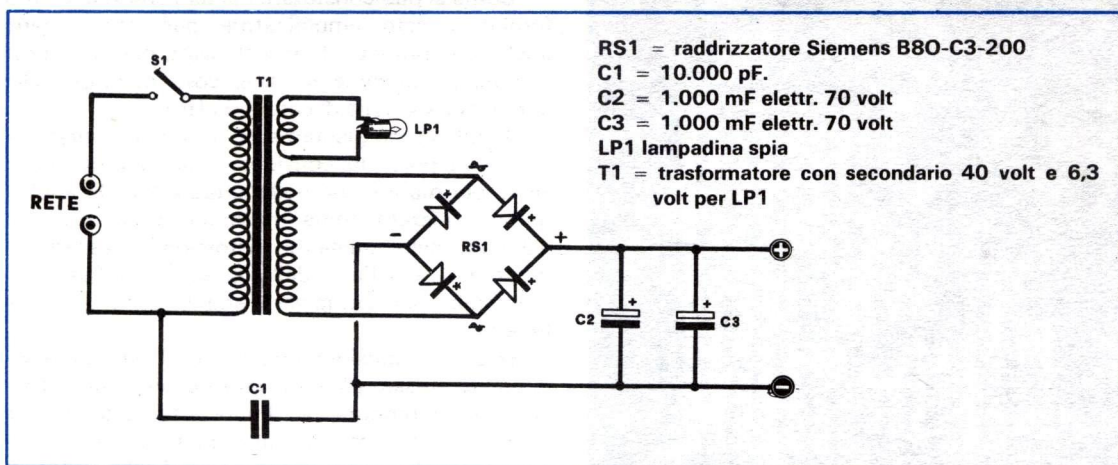 RS1 = raddrizzatore Siemens B8O-C3-200
C1 = 10.000 pF.
C2 = 1.000 mF elettr. 70 volt
C3 = 1.000 mF elettr. 70 volt
LP1 lampadina spia
T1 = trasformatore con secondario 40 volt e 6,3
volt per LP1
S1
T1
LP1
RETE
-
RS1
+
+
C2
+
C3
+
C1
-